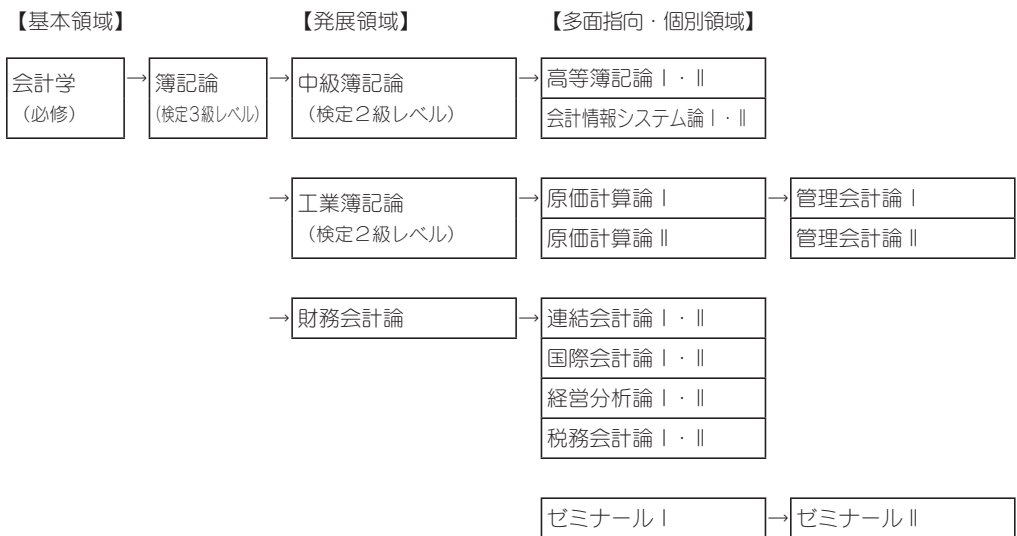 【基本領域】 【発展領域】 【多面指向・個別領域】
会計学 → 簿記論 → 中級簿記論 → 高等簿記論Ⅰ・Ⅱ
（必修） （検定３級レベル） （検定２級レベル） 会計情報システム論Ⅰ・Ⅱ
→ 工業簿記論 → 原価計算論Ⅰ → 管理会計論Ⅰ
（検定２級レベル） 原価計算論Ⅱ 管理会計論Ⅱ
→ 財務会計論 → 連結会計論Ⅰ・Ⅱ
国際会計論Ⅰ・Ⅱ
経営分析論Ⅰ・Ⅱ
税務会計論Ⅰ・Ⅱ
ゼミナールⅠ → ゼミナールⅡ